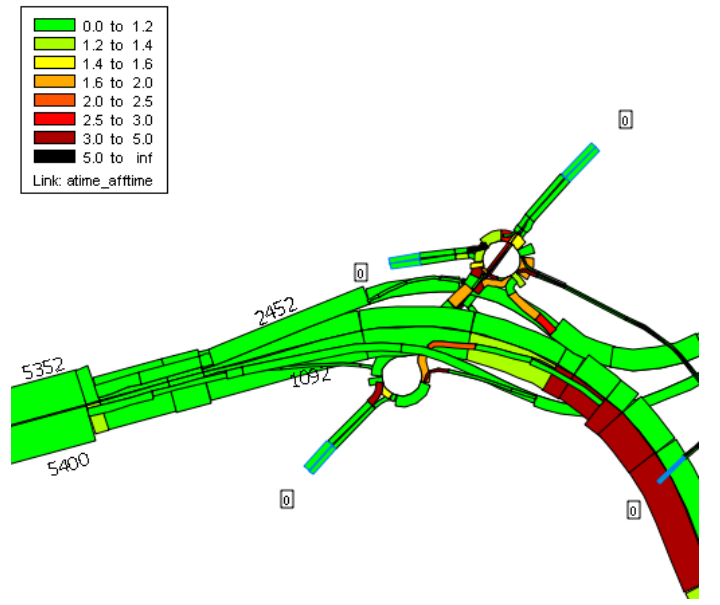 0.0 to 1.2
1.2 to 1.4
1.4 to 1.6
1.6 to 2.0
2.0 to 2.5
2.5 to 3.0
3.0 to 5.0
5.0 to inf
Link: atime_afftime
0
0
2452
5352
1092
5400
0
0